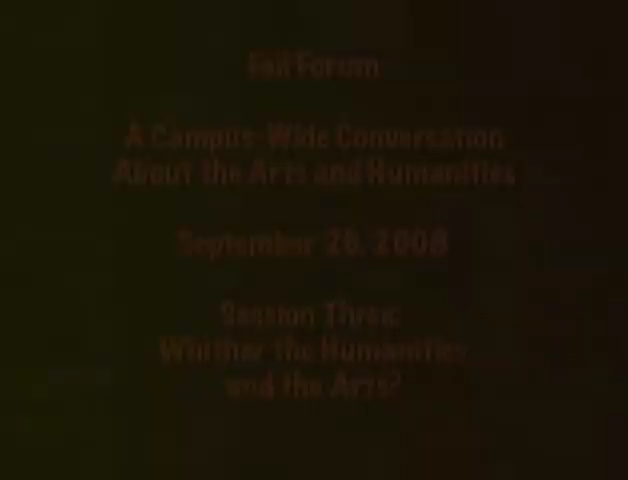 Fall Forum
A Campus-Wide Conversation
About the Arts and Humanities
September 26, 2008
Session Three:
Whither the Humanities
and the Arts?